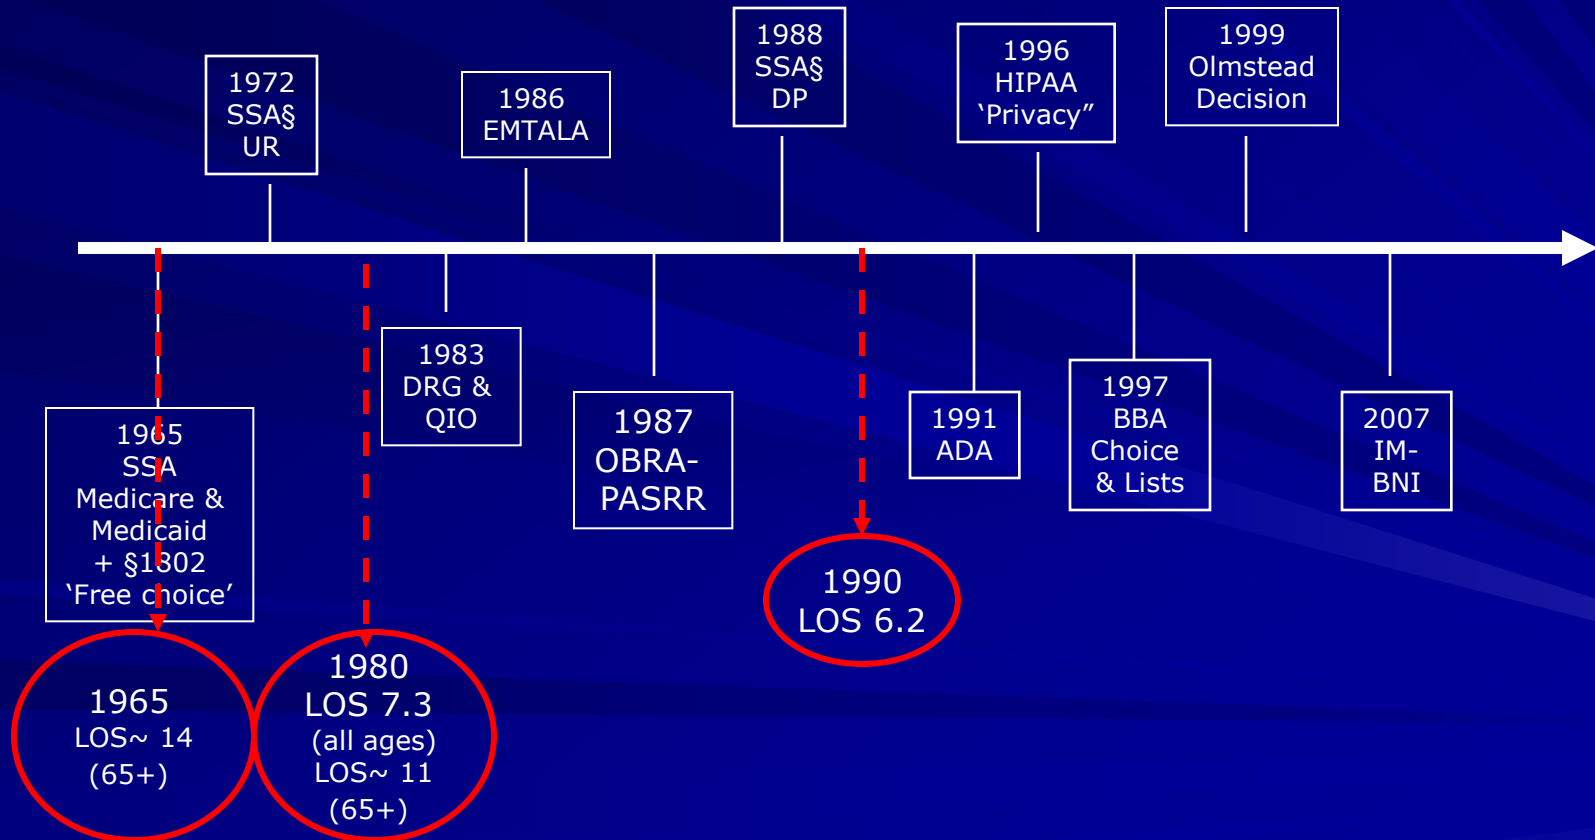 1972
SSA§
UR
1986
EMTALA
1988
SSA§
DP
1996
HIPAA
‘Privacy”
1999
Olmstead
Decision
1965
SSA
Medicare &
Medicaid
+ §1802
‘Free choice’
1983
DRG &
QIO
1987
OBRA-
PASRR
1991
ADA
1997
BBA
Choice
& Lists
2007
IM-
BNI
1965
LOS~ 14
(65+)
1980
LOS 7.3
(all ages)
LOS~ 11
(65+)
1990
LOS 6.2